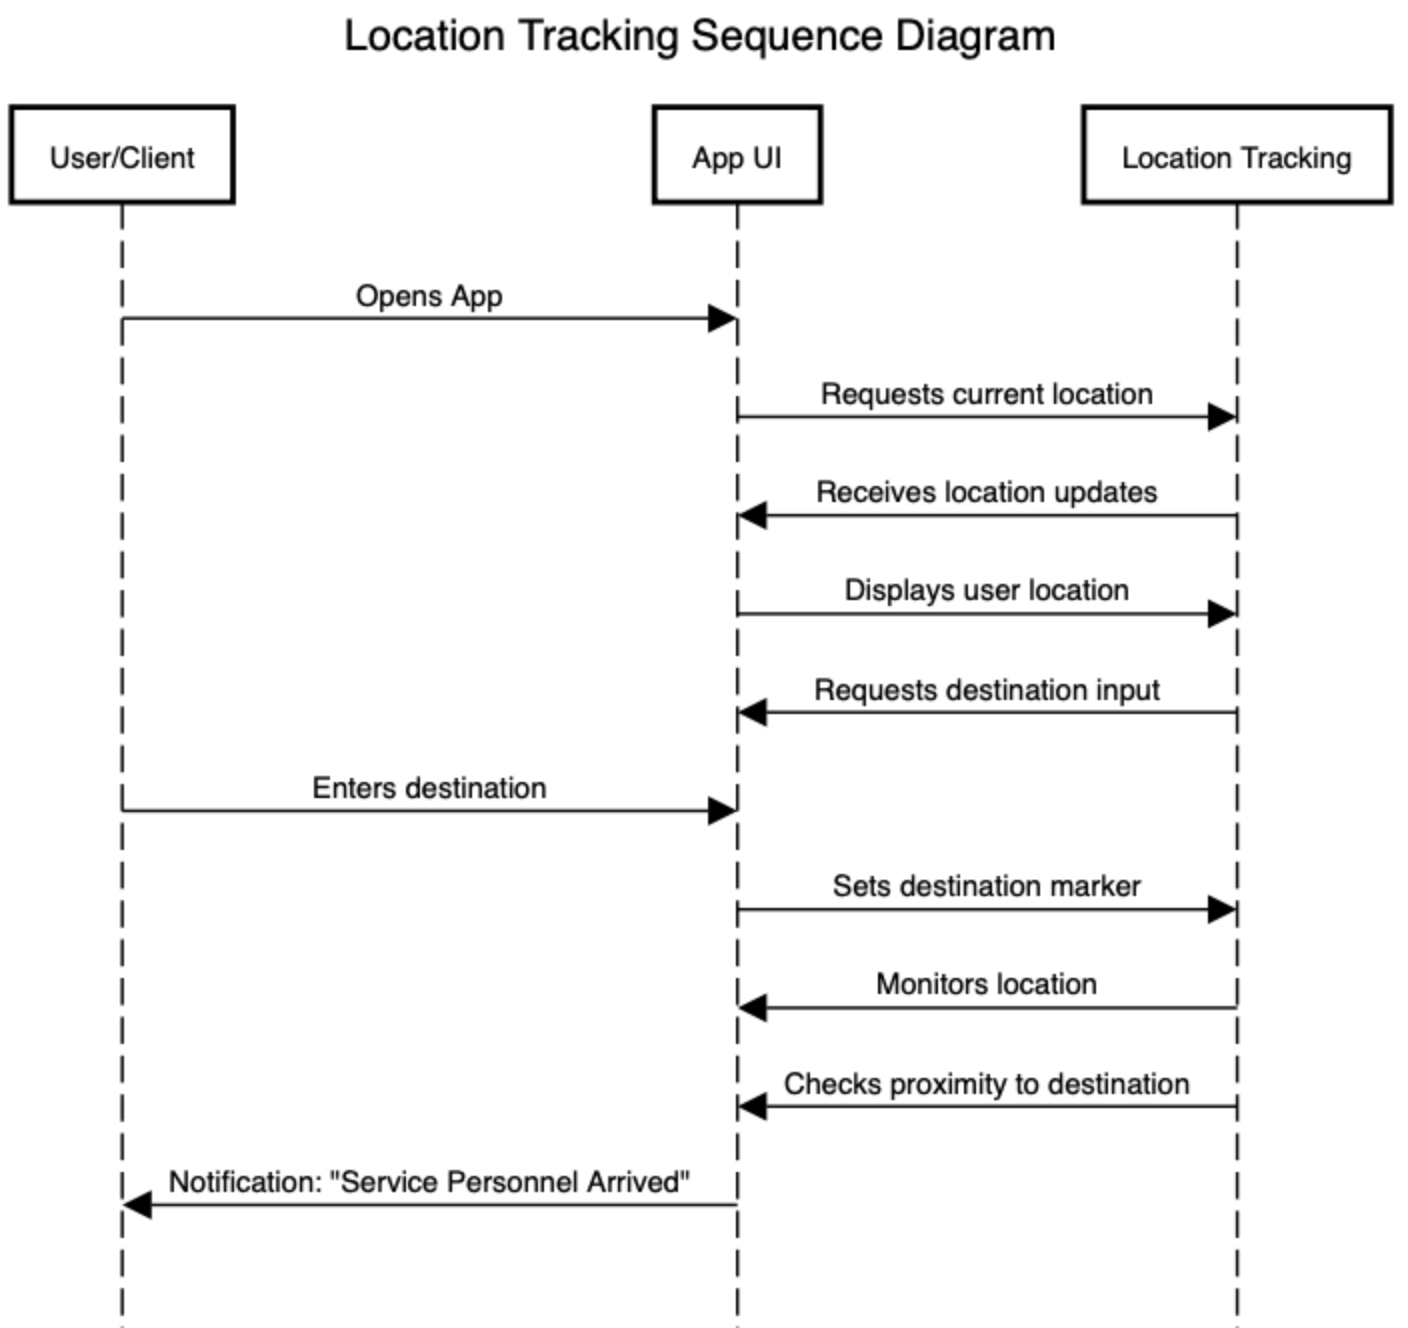 Location Tracking Sequence Diagram
User/Client
App UI
Location Tracking
Opens App
Requests current location
Receives location updates
Displays user location
Requests destination input
Enters destination
Sets destination marker
Monitors location
Checks proximity to destination
Notification: "Service Personnel Arrived"